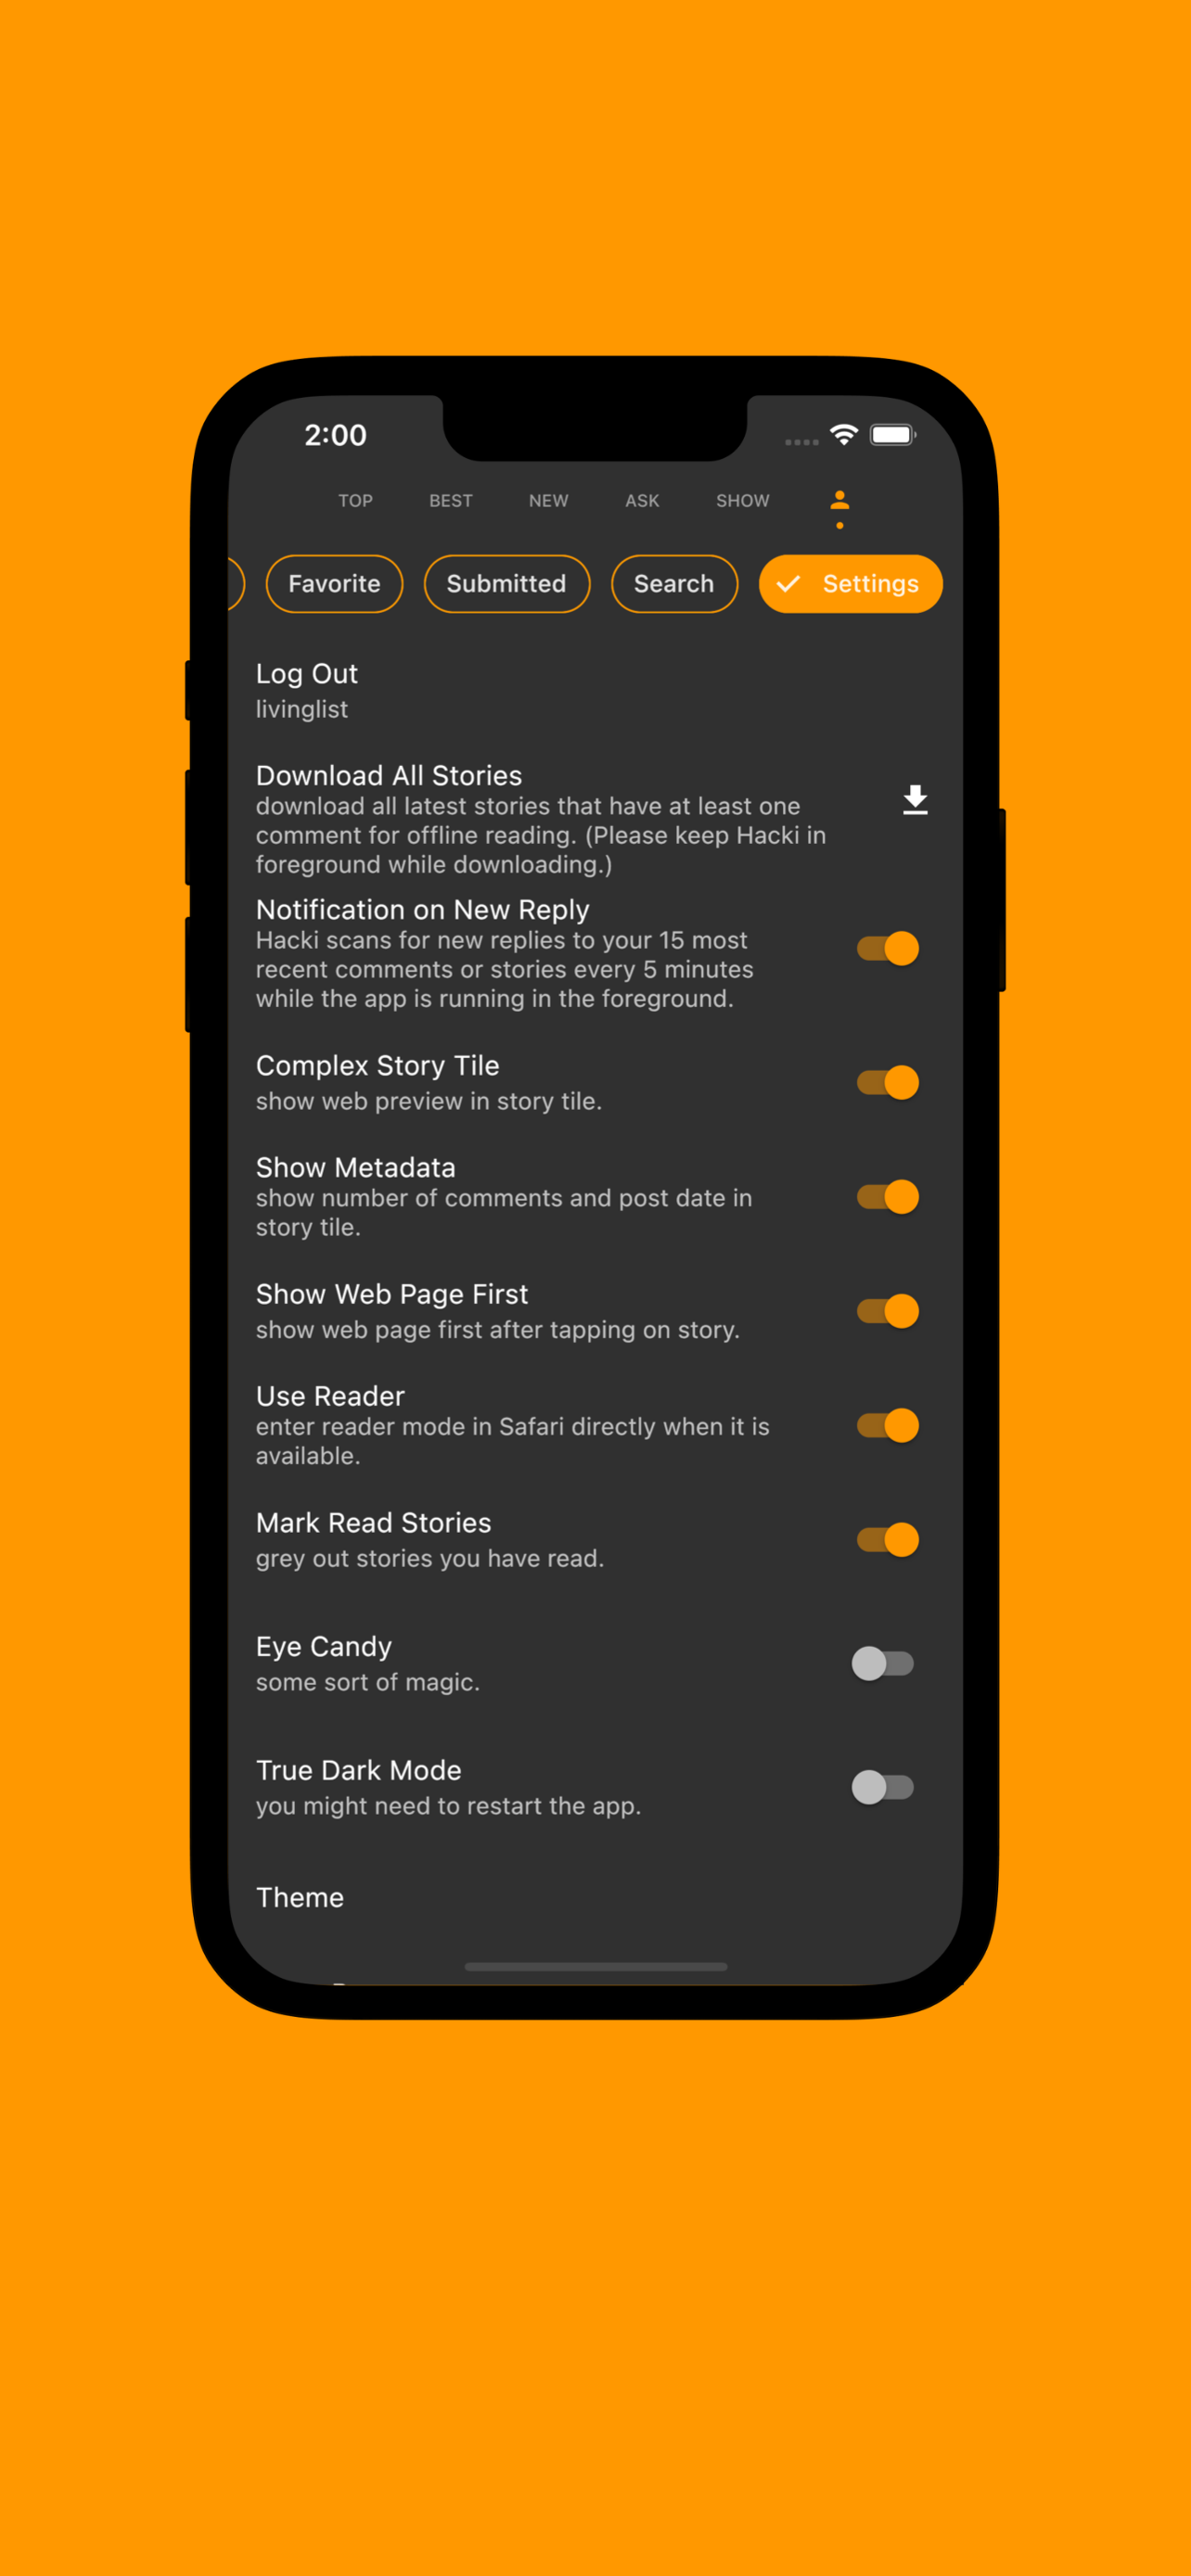 2:00
TOP BEST NEW ASK SHOW
Favorite Submitted Search Settings
Log Out
livinglist
Download All Stories
download all latest stories that have at least one
comment for offline reading. (Please keep Hacki in
foreground while downloading.)
Notification on New Reply
Hacki scans for new replies to your 15 most
recent comments or stories every 5 minutes
while the app is running in the foreground.
Complex Story Tile
show web preview in story tile.
Show Metadata
show number of comments and post date in
story tile.
Show Web Page First
show web page first after tapping on story.
Use Reader
enter reader mode in Safari directly when it is
available.
Mark Read Stories
grey out stories you have read.
Eye Candy
some sort of magic.
True Dark Mode
you might need to restart the app.
Theme